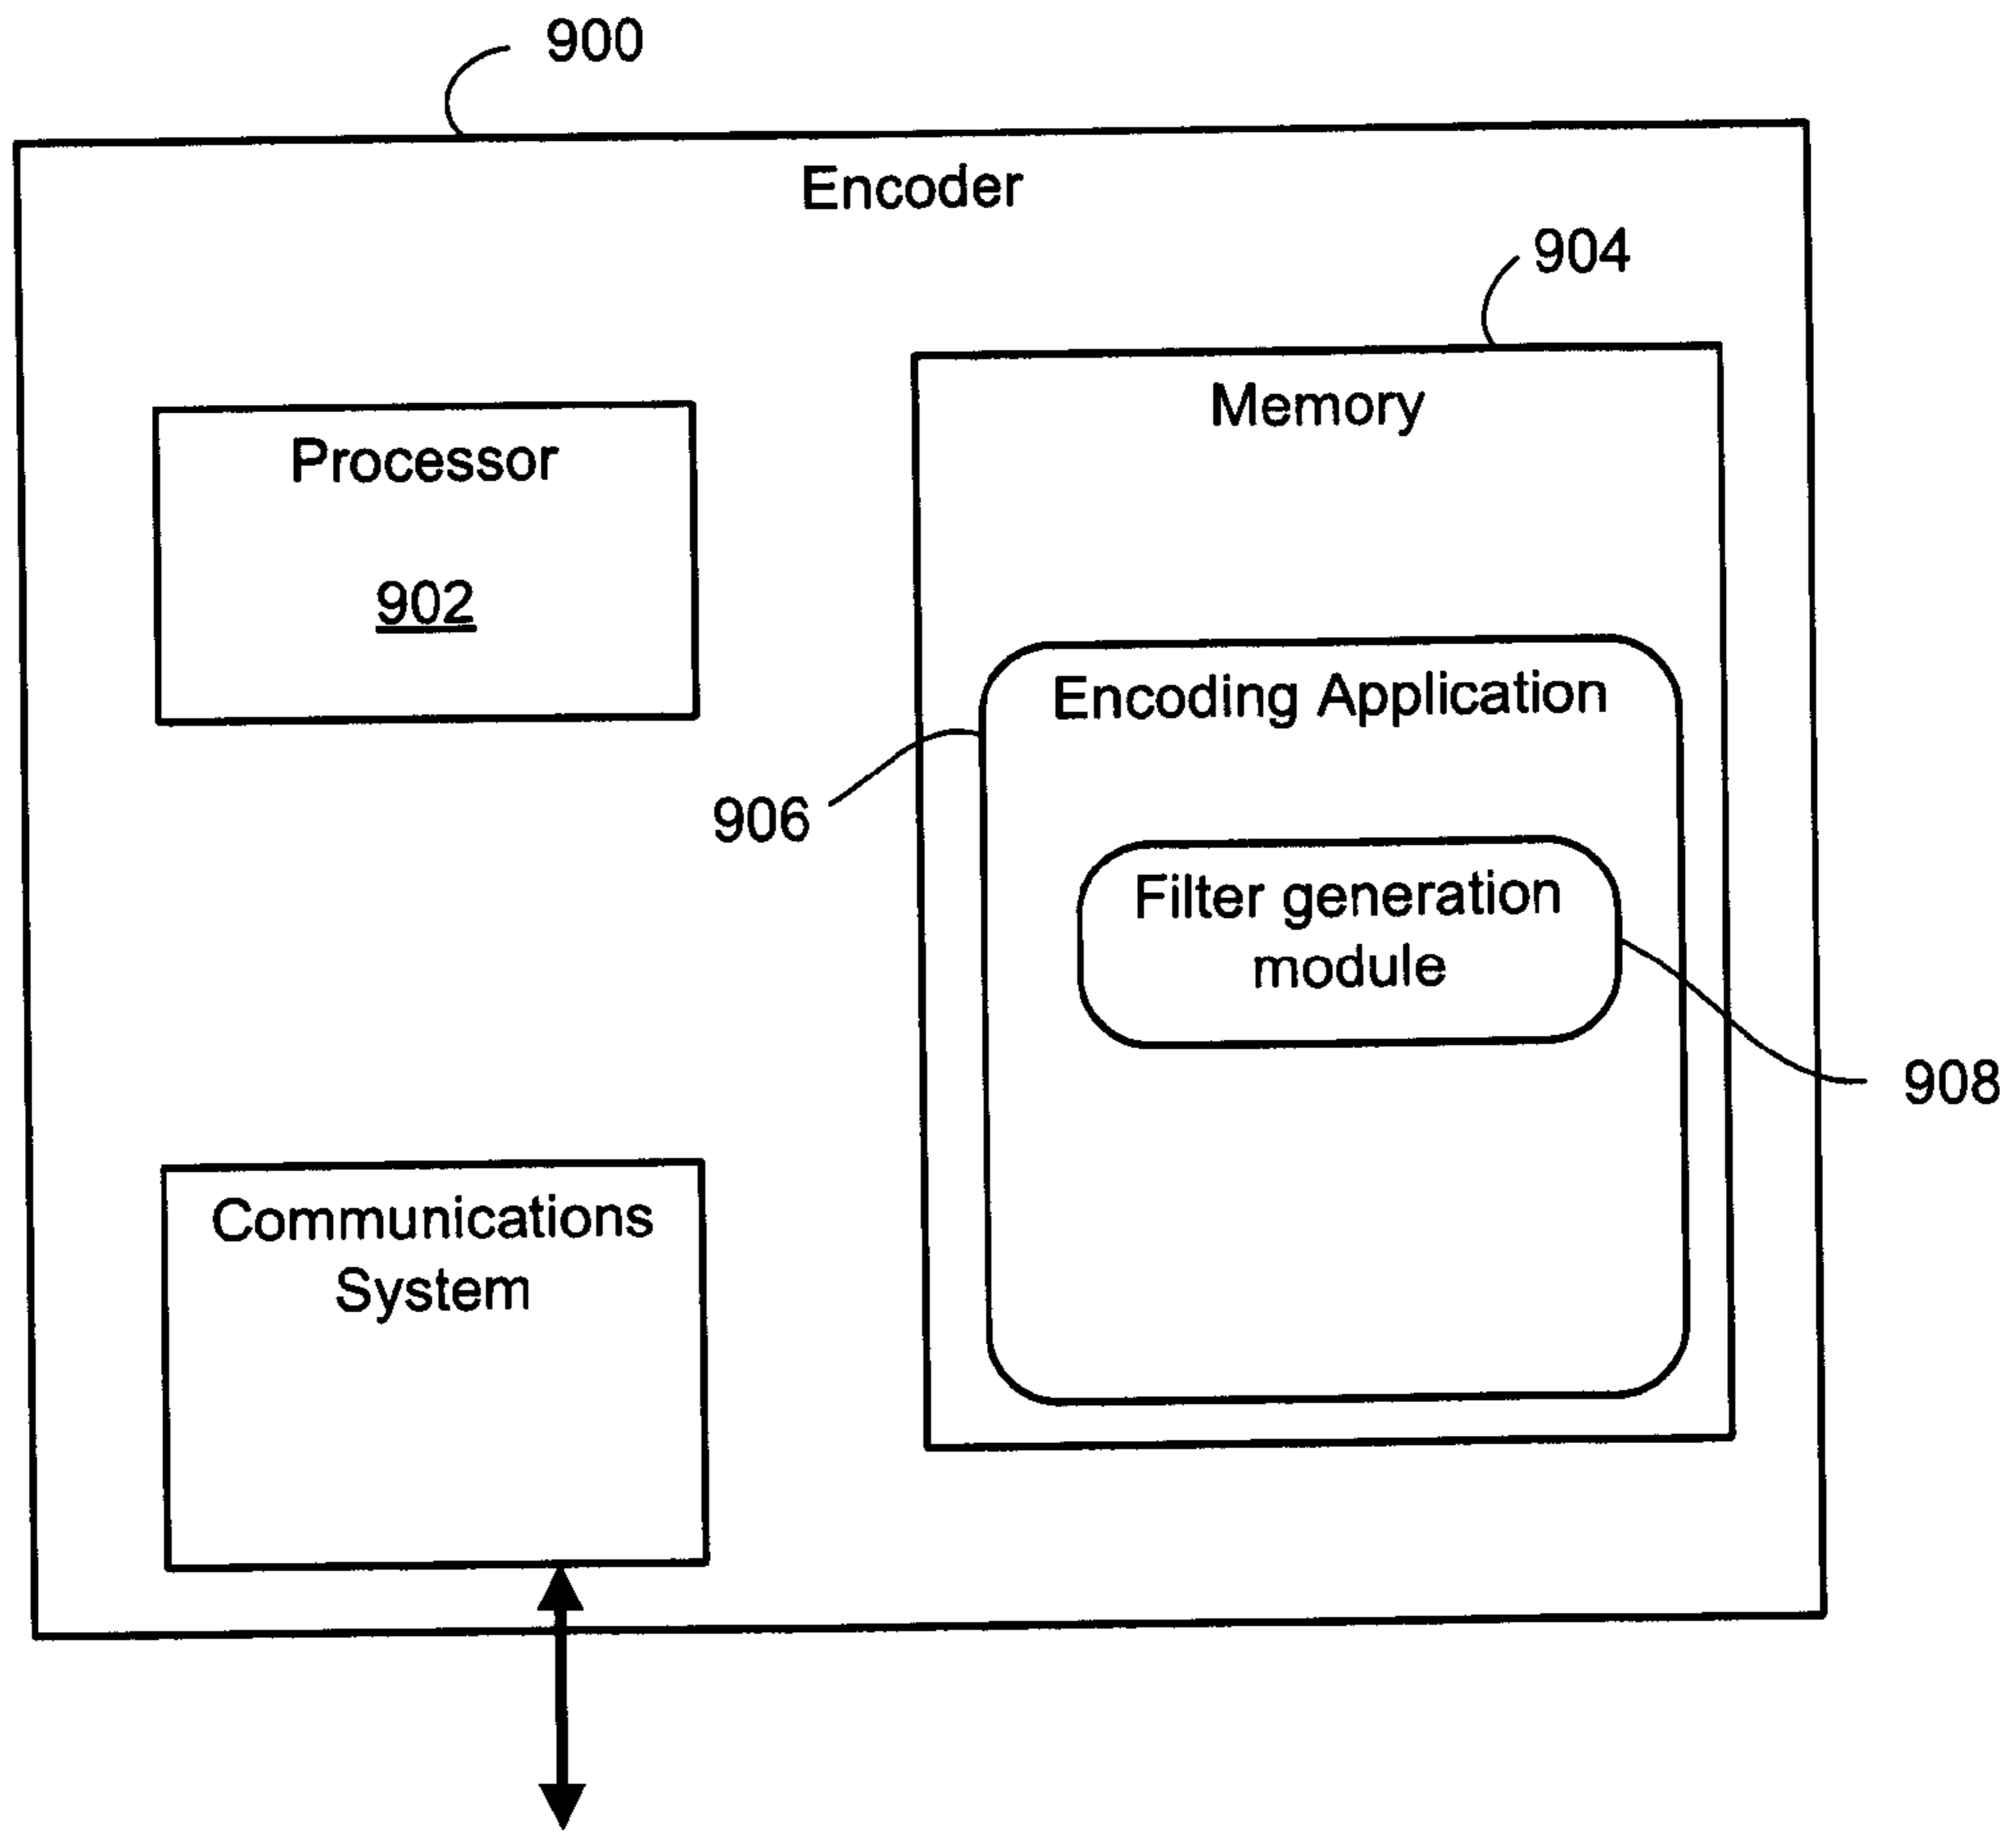 900
Encoder
904
Memory
Processor
902
Encoding Application
906
Filter generation
module
908
Communications
System